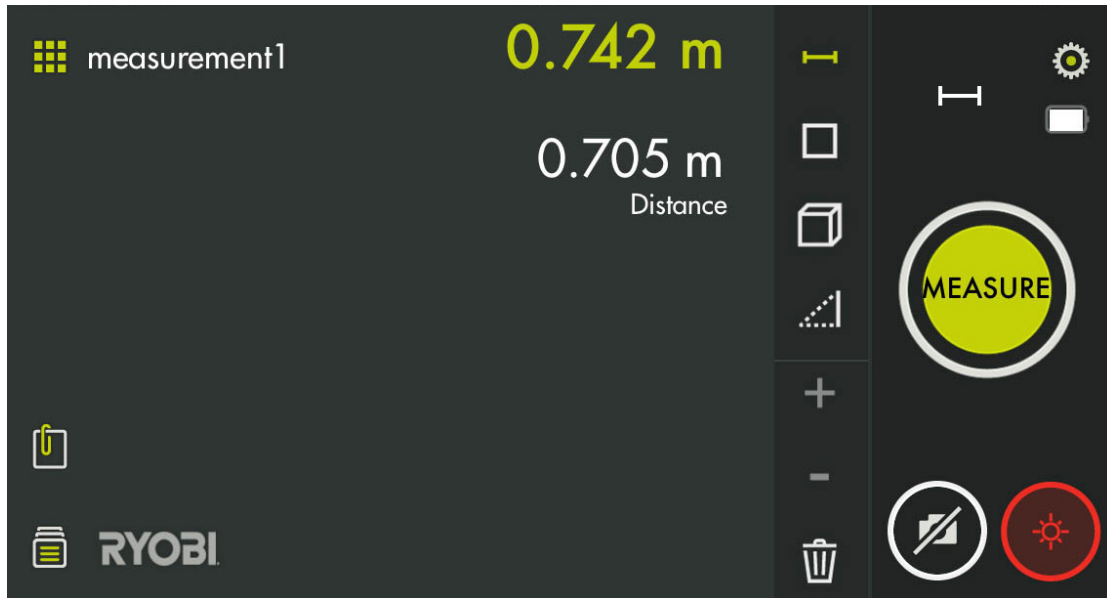 measurement1
0.742 m
0.705 m
Distance
MEASURE
RYOBI